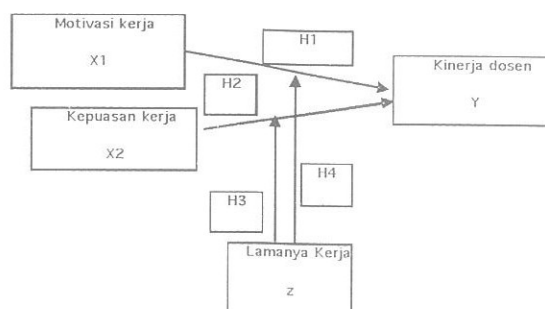 Motivasi kerja
X1
H1
Kinerja dosen
Y
H2
Kepuasan kerja
X2
H3
H4
Lamanya Kerja
z